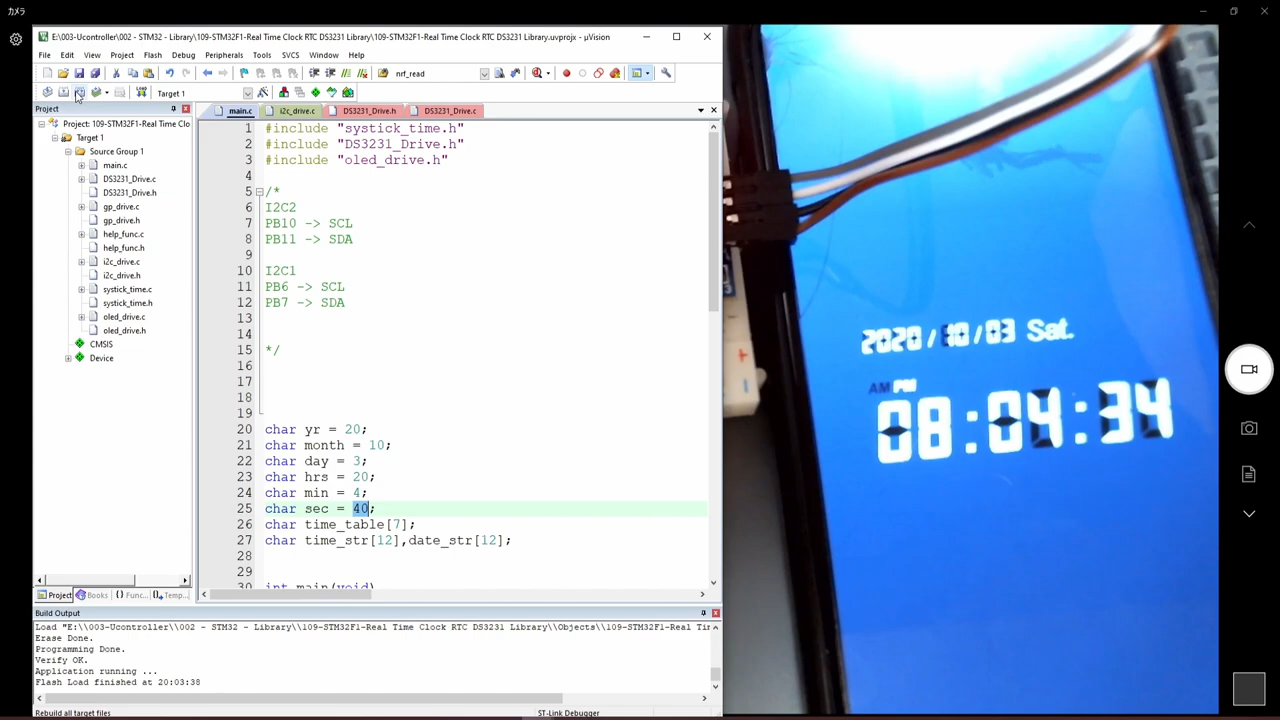 カメラ
E:\003-Ucontroller\002 - STM32 - Library\109-STM32F1-Real Time Clock RTC DS3231 Library\109-STM32F1-Real Time Clock RTC DS3231 Library.uvprojx - µVision
File Edit View Project Flash Debug Peripherals Tools SVCS Window Help
nrf_read
Target 1
Project
main.c i2c_drive.c DS3231_Drive.h DS3231_Drive.c
Project: 109-STM32F1-Real Time Clo
Target 1
Source Group 1
main.c
DS3231_Drive.c
DS3231_Drive.h
gp_drive.c
gp_drive.h
help_func.c
help_func.h
i2c_drive.c
i2c_drive.h
systick_time.c
systick_time.h
oled_drive.c
oled_drive.h
CMSIS
Device
Project Books Func... Temp...
1 #include "systick_time.h"
2 #include "DS3231_Drive.h"
3 #include "oled_drive.h"
4
5 /*
6 I2C2
7 PB10 -> SCL
8 PB11 -> SDA
9
10 I2C1
11 PB6 -> SCL
12 PB7 -> SDA
13
14
15 */
16
17
18
19
20 char yr = 20;
21 char month = 10;
22 char day = 3;
23 char hrs = 20;
24 char min = 4;
25 char sec = 40;
26 char time_table[7];
27 char time_str[12],date_str[12];
28
29
30 int main(void)
Build Output
Load "E:\\003-Ucontroller\\002 - STM32 - Library\\109-STM32F1-Real Time Clock RTC DS3231 Library\\Objects\\109-STM32F1-Real Tim
Erase Done.
Programming Done.
Verify OK.
Application running ...
Flash Load finished at 20:03:38
Rebuild all target files
ST-Link Debugger
2020/10/03 Sat.
AM PM
08:04:34